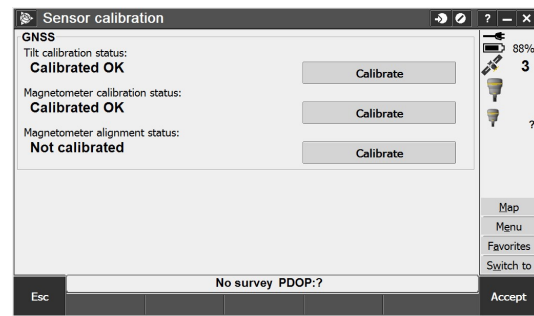 Sensor calibration
? – ×
GNSS
Tilt calibration status:
Calibrated OK
Calibrate
Magnetometer calibration status:
Calibrated OK
Calibrate
Magnetometer alignment status:
Not calibrated
Calibrate
88%
3
?
Map
Menu
Favorites
Switch to
No survey PDOP:?
Esc
Accept